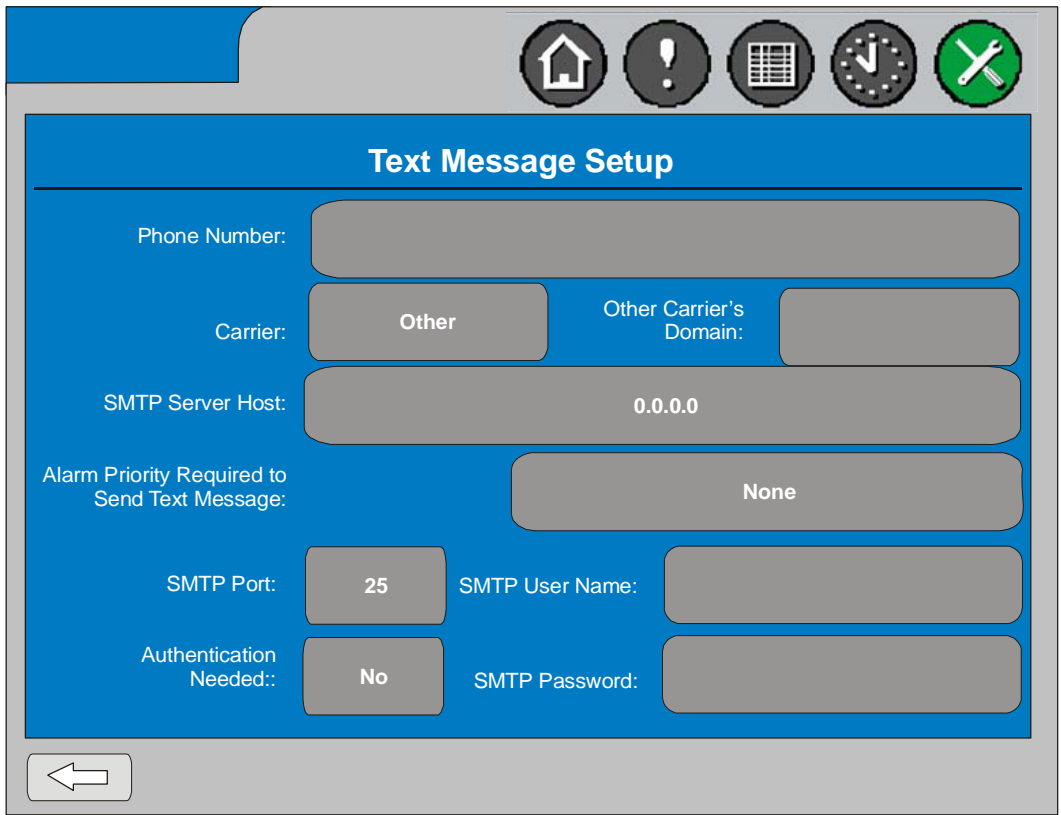 Text Message Setup
Phone Number:
Carrier:
Other
Other Carrier’s
Domain:
SMTP Server Host:
0.0.0.0
Alarm Priority Required to
Send Text Message:
None
SMTP Port:
25
SMTP User Name:
Authentication
Needed::
No
SMTP Password: